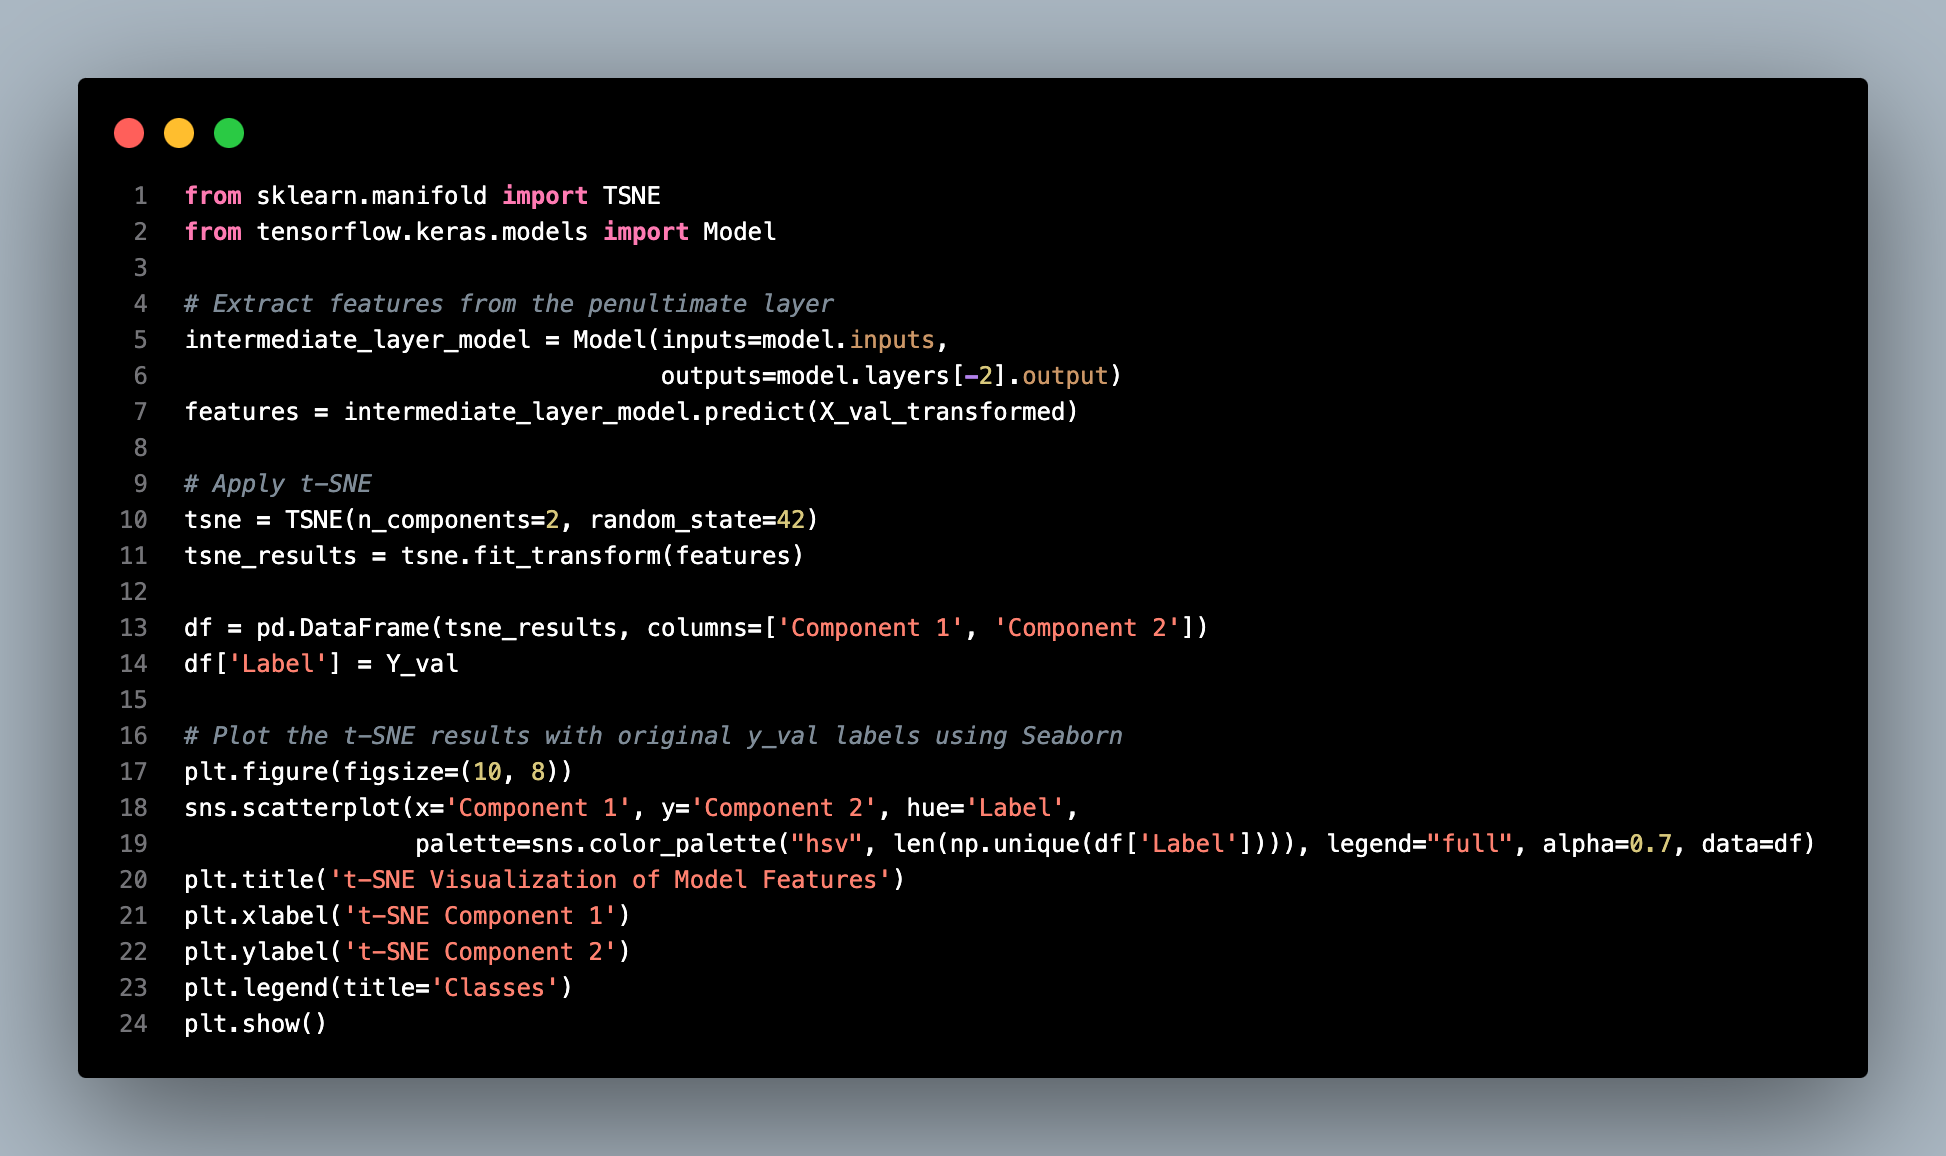 1 from sklearn.manifold import TSNE
2 from tensorflow.keras.models import Model
3
4 # Extract features from the penultimate layer
5 intermediate_layer_model = Model(inputs=model.inputs,
6                                  outputs=model.layers[-2].output)
7 features = intermediate_layer_model.predict(X_val_transformed)
8
9 # Apply t-SNE
10 tsne = TSNE(n_components=2, random_state=42)
11 tsne_results = tsne.fit_transform(features)
12
13 df = pd.DataFrame(tsne_results, columns=['Component 1', 'Component 2'])
14 df['Label'] = Y_val
15
16 # Plot the t-SNE results with original y_val labels using Seaborn
17 plt.figure(figsize=(10, 8))
18 sns.scatterplot(x='Component 1', y='Component 2', hue='Label',
19                 palette=sns.color_palette("hsv", len(np.unique(df['Label']))), legend="full", alpha=0.7, data=df)
20 plt.title('t-SNE Visualization of Model Features')
21 plt.xlabel('t-SNE Component 1')
22 plt.ylabel('t-SNE Component 2')
23 plt.legend(title='Classes')
24 plt.show()